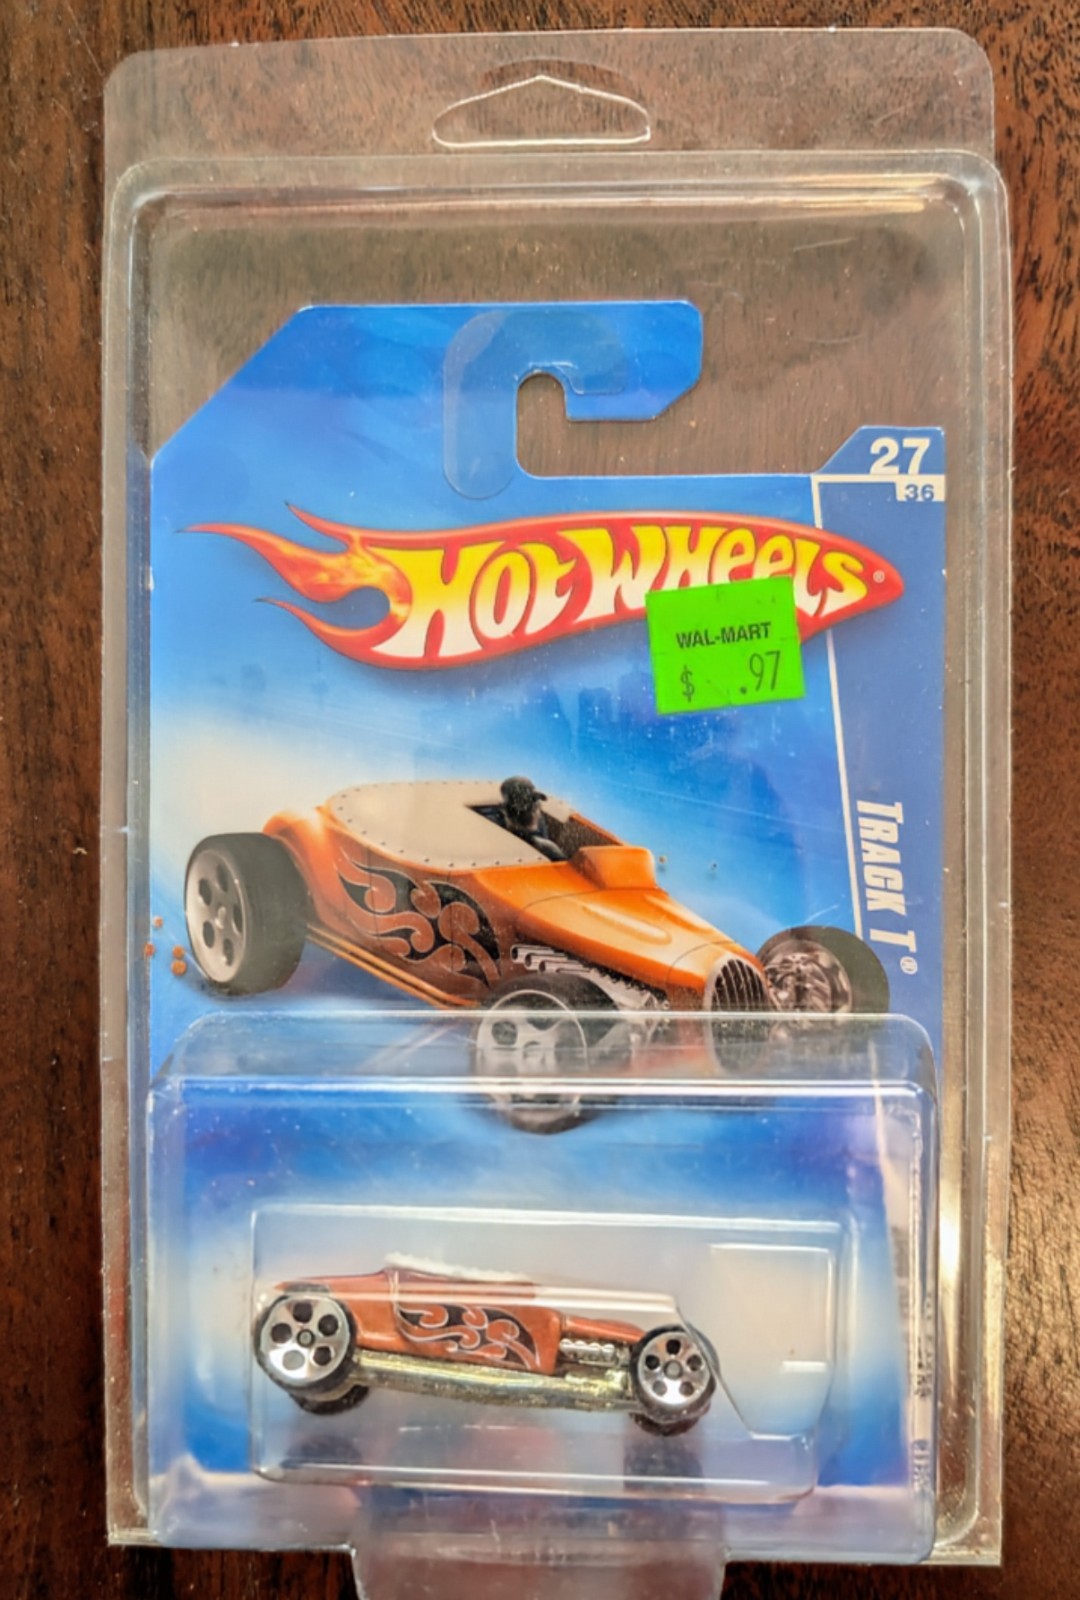 27
36
HOT WHEELS®
WAL-MART
$ .97
TRACK T®